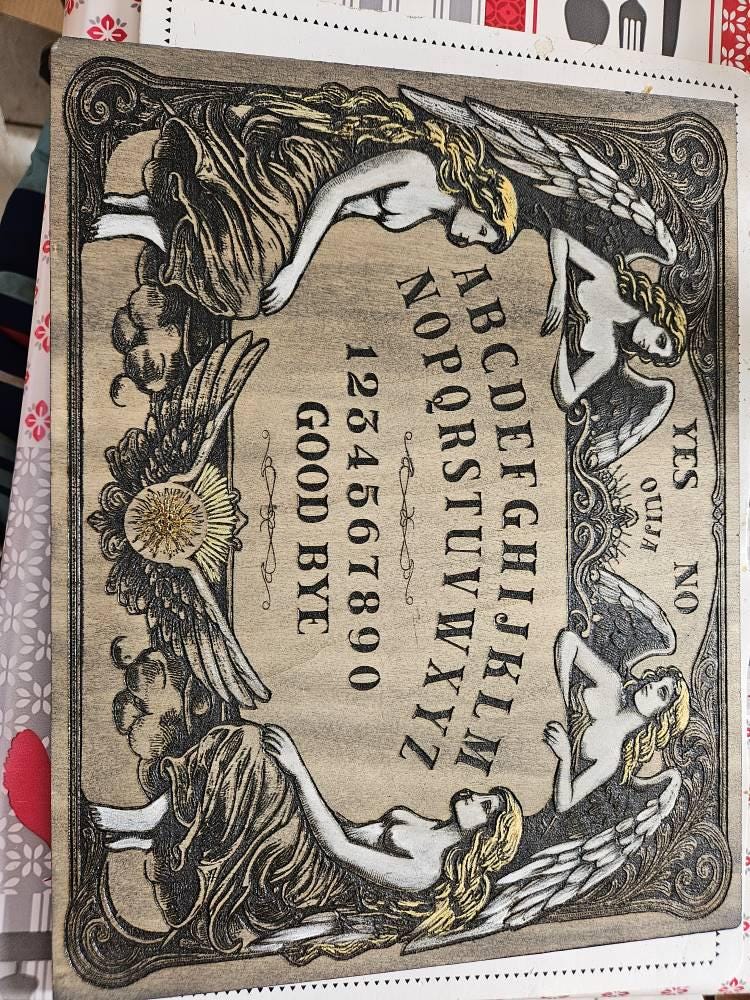 YES NO
OUIJA
ABCDEFGHIJKLM
NOPQRSTUVWXYZ
1234567890
GOOD BYE